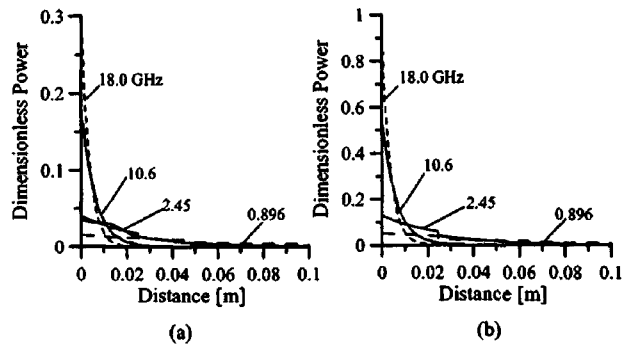 0.3
0.2
0.1
0
Dimensionless Power
18.0 GHz
10.6
2.45
0.896
0 0.02 0.04 0.06 0.08 0.1
Distance [m]
(a)
1
0.8
0.6
0.4
0.2
0
Dimensionless Power
18.0 GHz
10.6
2.45
0.896
0 0.02 0.04 0.06 0.08 0.1
Distance [m]
(b)